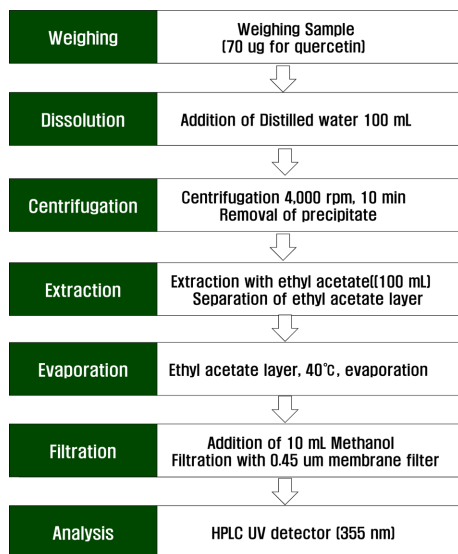 Weighing
Weighing Sample
(70 ug for quercetin)
Dissolution
Addition of Distilled water 100 mL
Centrifugation
Centrifugation 4,000 rpm, 10 min
Removal of precipitate
Extraction
Extraction with ethyl acetate((100 mL)
Separation of ethyl acetate layer
Evaporation
Ethyl acetate layer, 40℃, evaporation
Filtration
Addition of 10 mL Methanol
Filtration with 0.45 um membrane filter
Analysis
HPLC UV detector (355 nm)